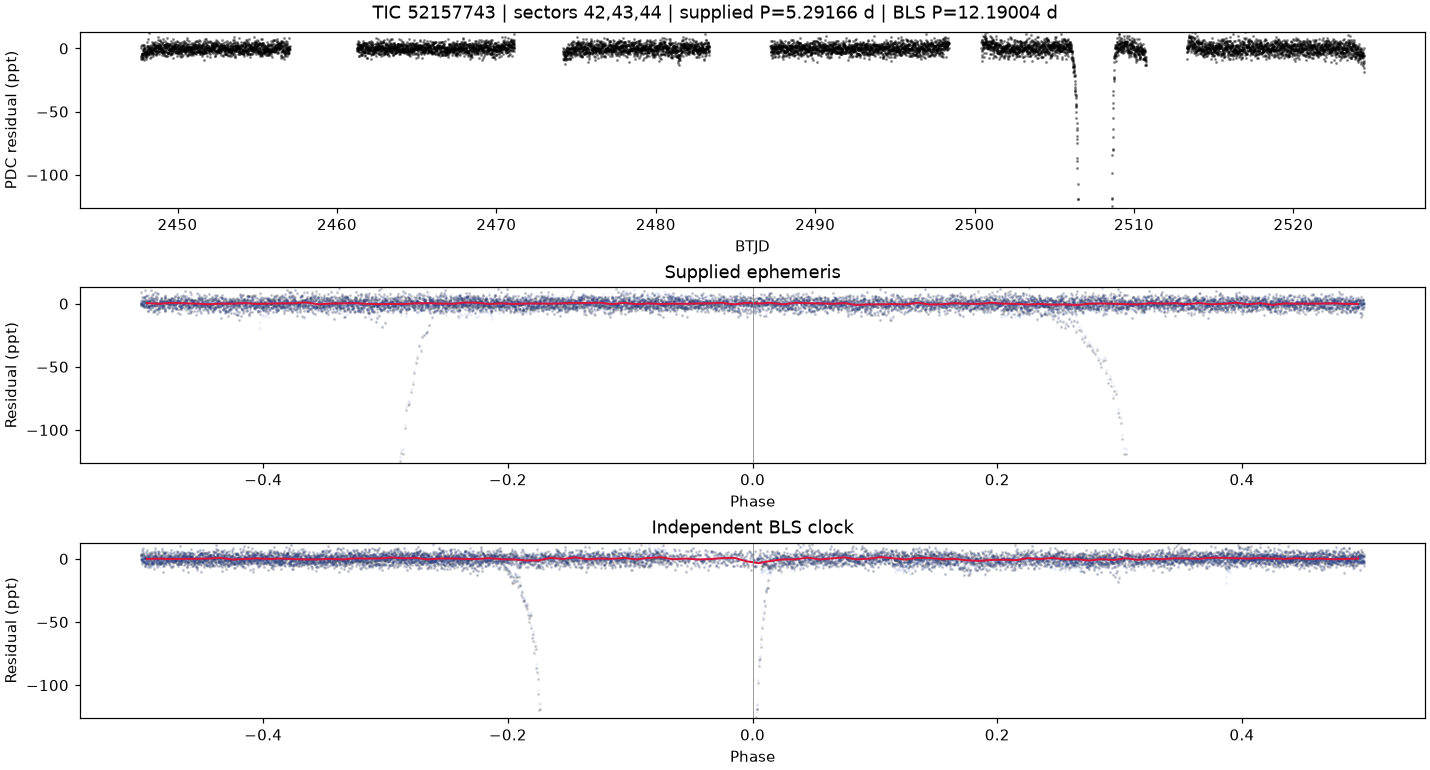 TIC 52157743 | sectors 42,43,44 | supplied P=5.29166 d | BLS P=12.19004 d
PDC residual (ppt)
0
−50
−100
2450 2460 2470 2480 2490 2500 2510 2520
BTJD
Supplied ephemeris
Residual (ppt)
0
−50
−100
−0.4 −0.2 0.0 0.2 0.4
Phase
Independent BLS clock
Residual (ppt)
0
−50
−100
−0.4 −0.2 0.0 0.2 0.4
Phase